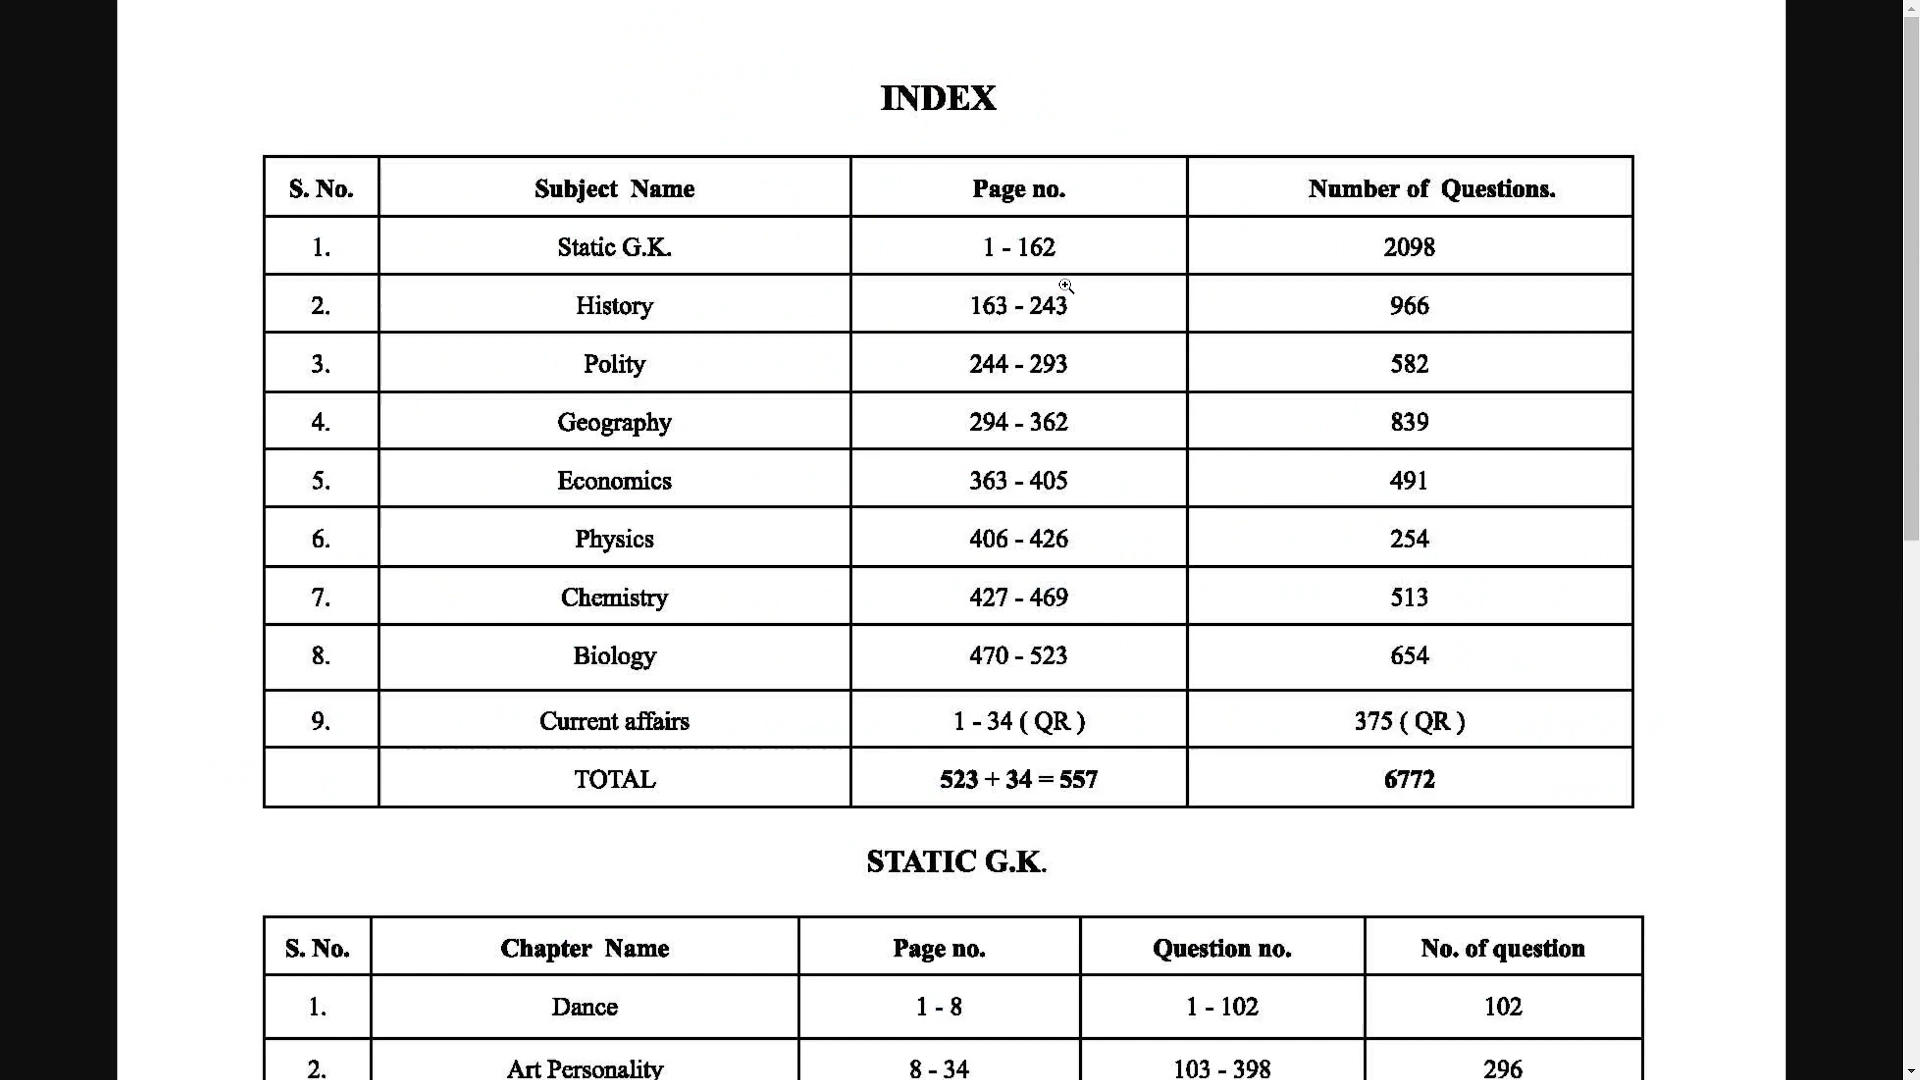 INDEX
S. No. Subject Name Page no. Number of Questions.
1. Static G.K. 1 - 162 2098
2. History 163 - 243 966
3. Polity 244 - 293 582
4. Geography 294 - 362 839
5. Economics 363 - 405 491
6. Physics 406 - 426 254
7. Chemistry 427 - 469 513
8. Biology 470 - 523 654
9. Current affairs 1 - 34 ( QR ) 375 ( QR )
TOTAL 523 + 34 = 557 6772
STATIC G.K.
S. No. Chapter Name Page no. Question no. No. of question
1. Dance 1 - 8 1 - 102 102
2. Art Personality 8 - 34 103 - 398 296